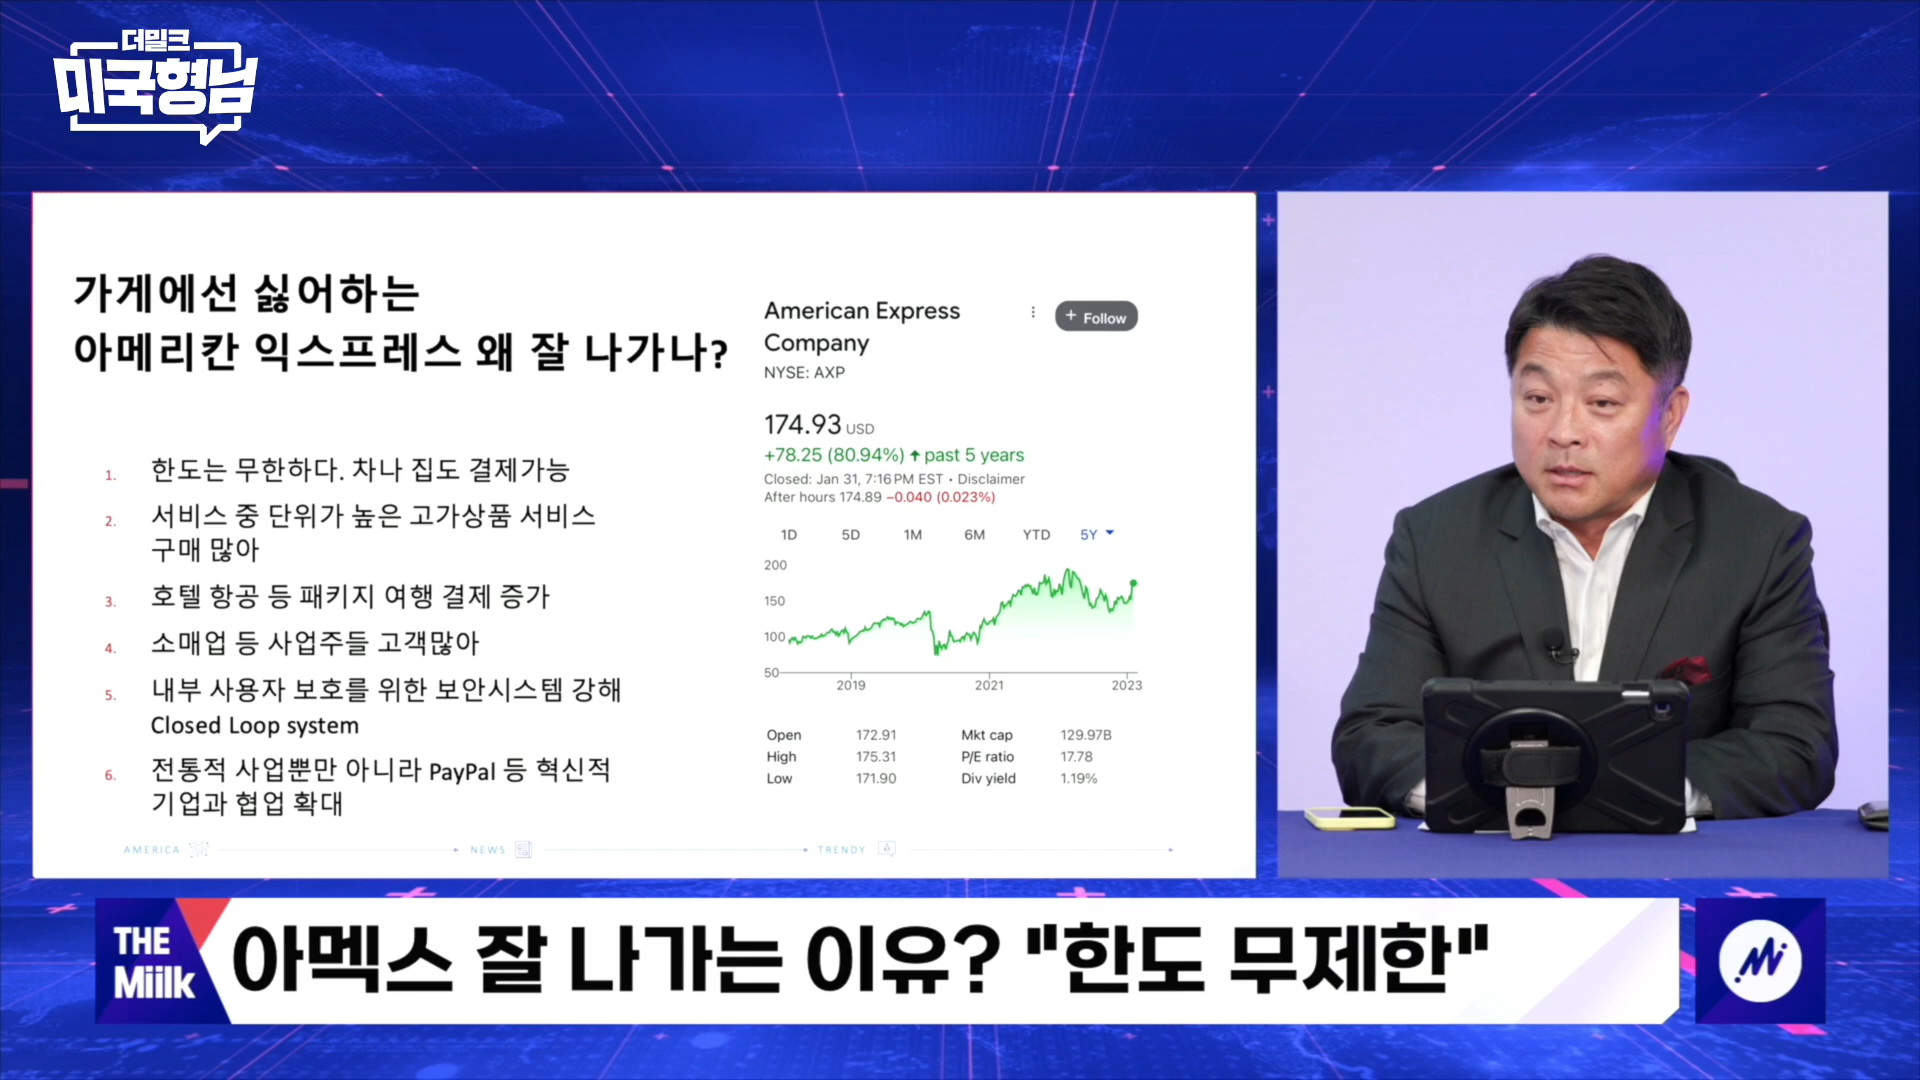 더밀크
미국형님
가게에선 싫어하는
아메리칸 익스프레스 왜 잘 나가나?
1. 한도는 무한하다. 차나 집도 결제가능
2. 서비스 중 단위가 높은 고가상품 서비스
구매 많아
3. 호텔 항공 등 패키지 여행 결제 증가
4. 소매업 등 사업주들 고객많아
5. 내부 사용자 보호를 위한 보안시스템 강해
Closed Loop system
6. 전통적 사업뿐만 아니라 PayPal 등 혁신적
기업과 협업 확대
American Express
Company
+ Follow
NYSE: AXP
174.93 USD
+78.25 (80.94%) ↑ past 5 years
Closed: Jan 31, 7:16 PM EST • Disclaimer
After hours 174.89 −0.040 (0.023%)
1D 5D 1M 6M YTD 5Y
200
150
100
50
2019 2021 2023
Open 172.91 Mkt cap 129.97B
High 175.31 P/E ratio 17.78
Low 171.90 Div yield 1.19%
AMERICA NEWS TRENDY
THE
Miilk
아멕스 잘 나가는 이유? "한도 무제한"